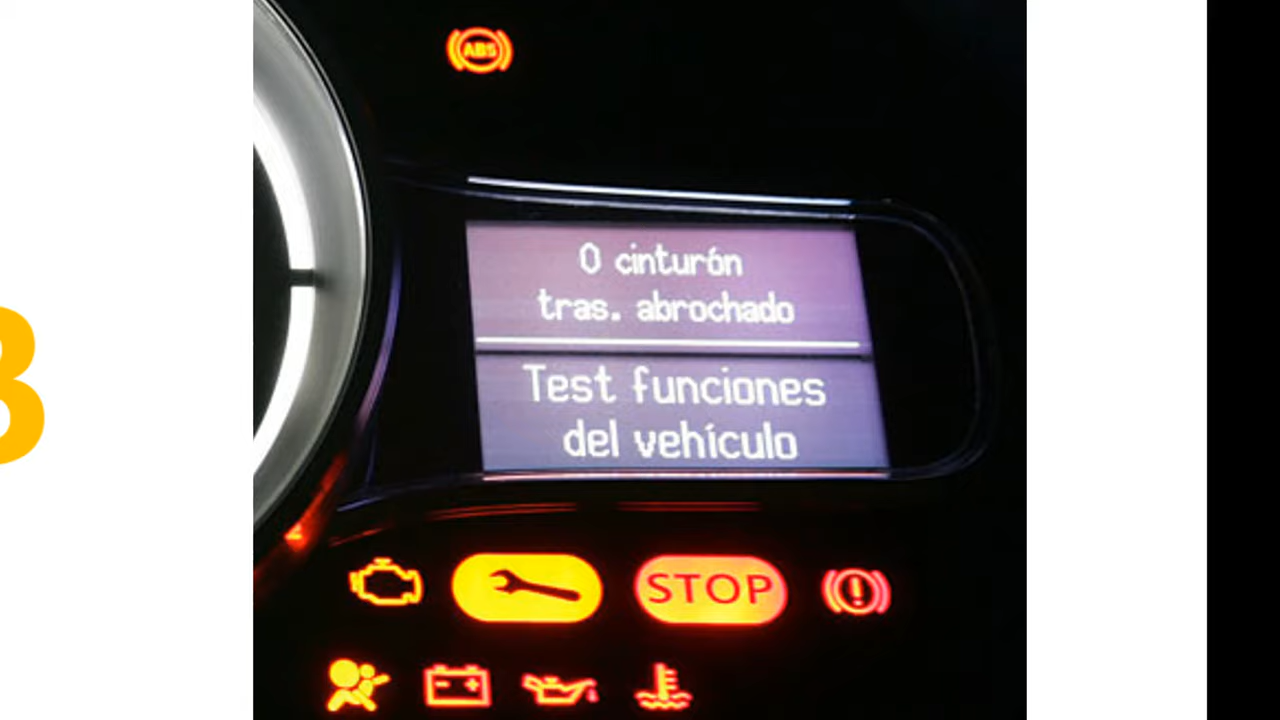 ABS
0 cinturón
tras. abrochado
Test funciones
del vehículo
STOP